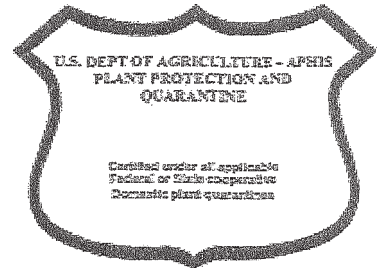 U.S. DEPT OF AGRICULTURE - APHIS
PLANT PROTECTION AND
QUARANTINE
Certified under all applicable
Federal or State cooperative
Domestic plant quarantines